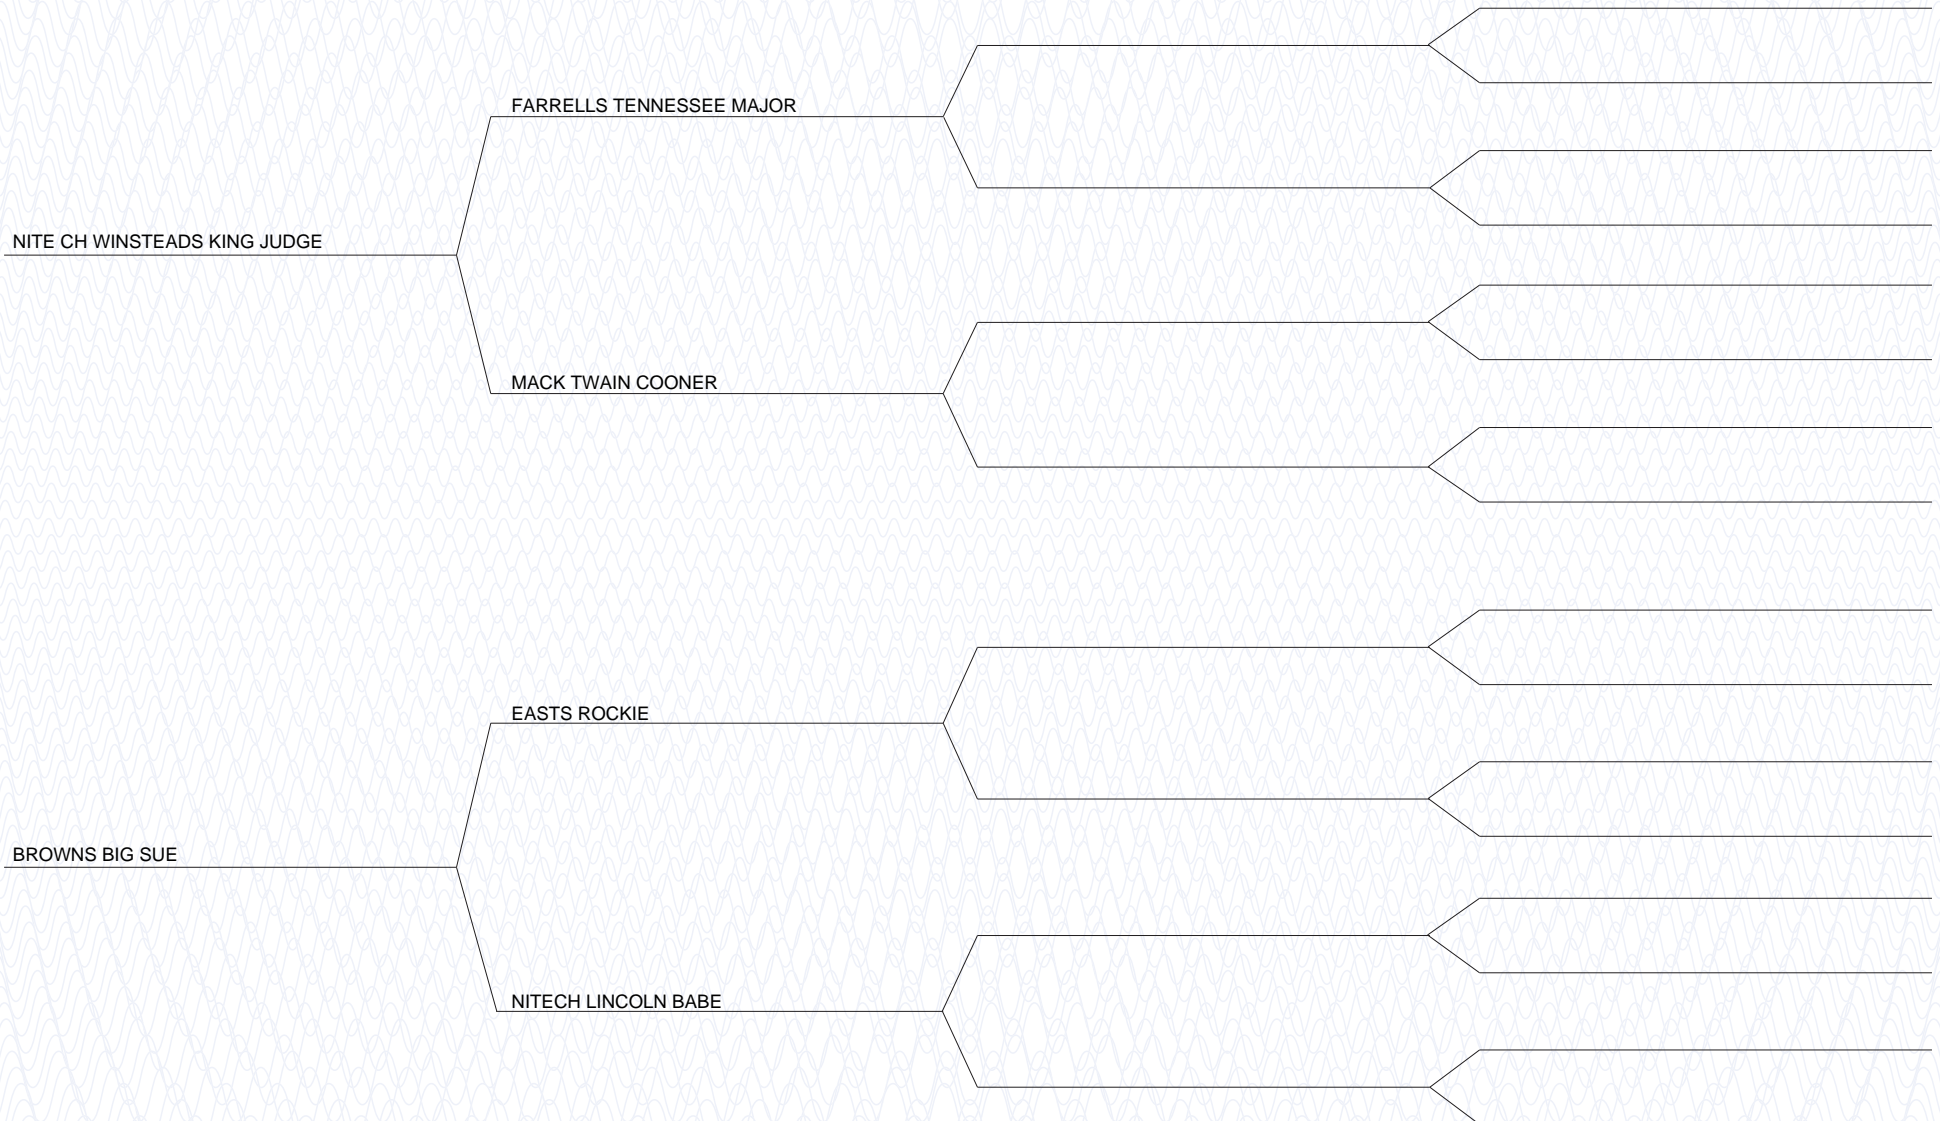 FARRELLS TENNESSEE MAJOR
NITE CH WINSTEADS KING JUDGE
MACK TWAIN COONER
EASTS ROCKIE
BROWNS BIG SUE
NITECH LINCOLN BABE